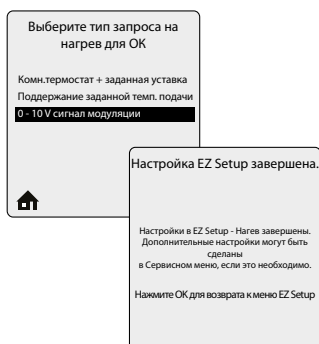 Выберите тип запроса на
нагрев для ОК
Комн.термостат + заданная уставка
Поддержание заданной темп. подачи
0 - 10 V сигнал модуляции
Настройка EZ Setup завершена.
Настройки в EZ Setup - Нагев завершены.
Дополнительные настройки могут быть
сделаны
в Сервисном меню, если это необходимо.
Нажмите ОК для возврата к меню EZ Setup